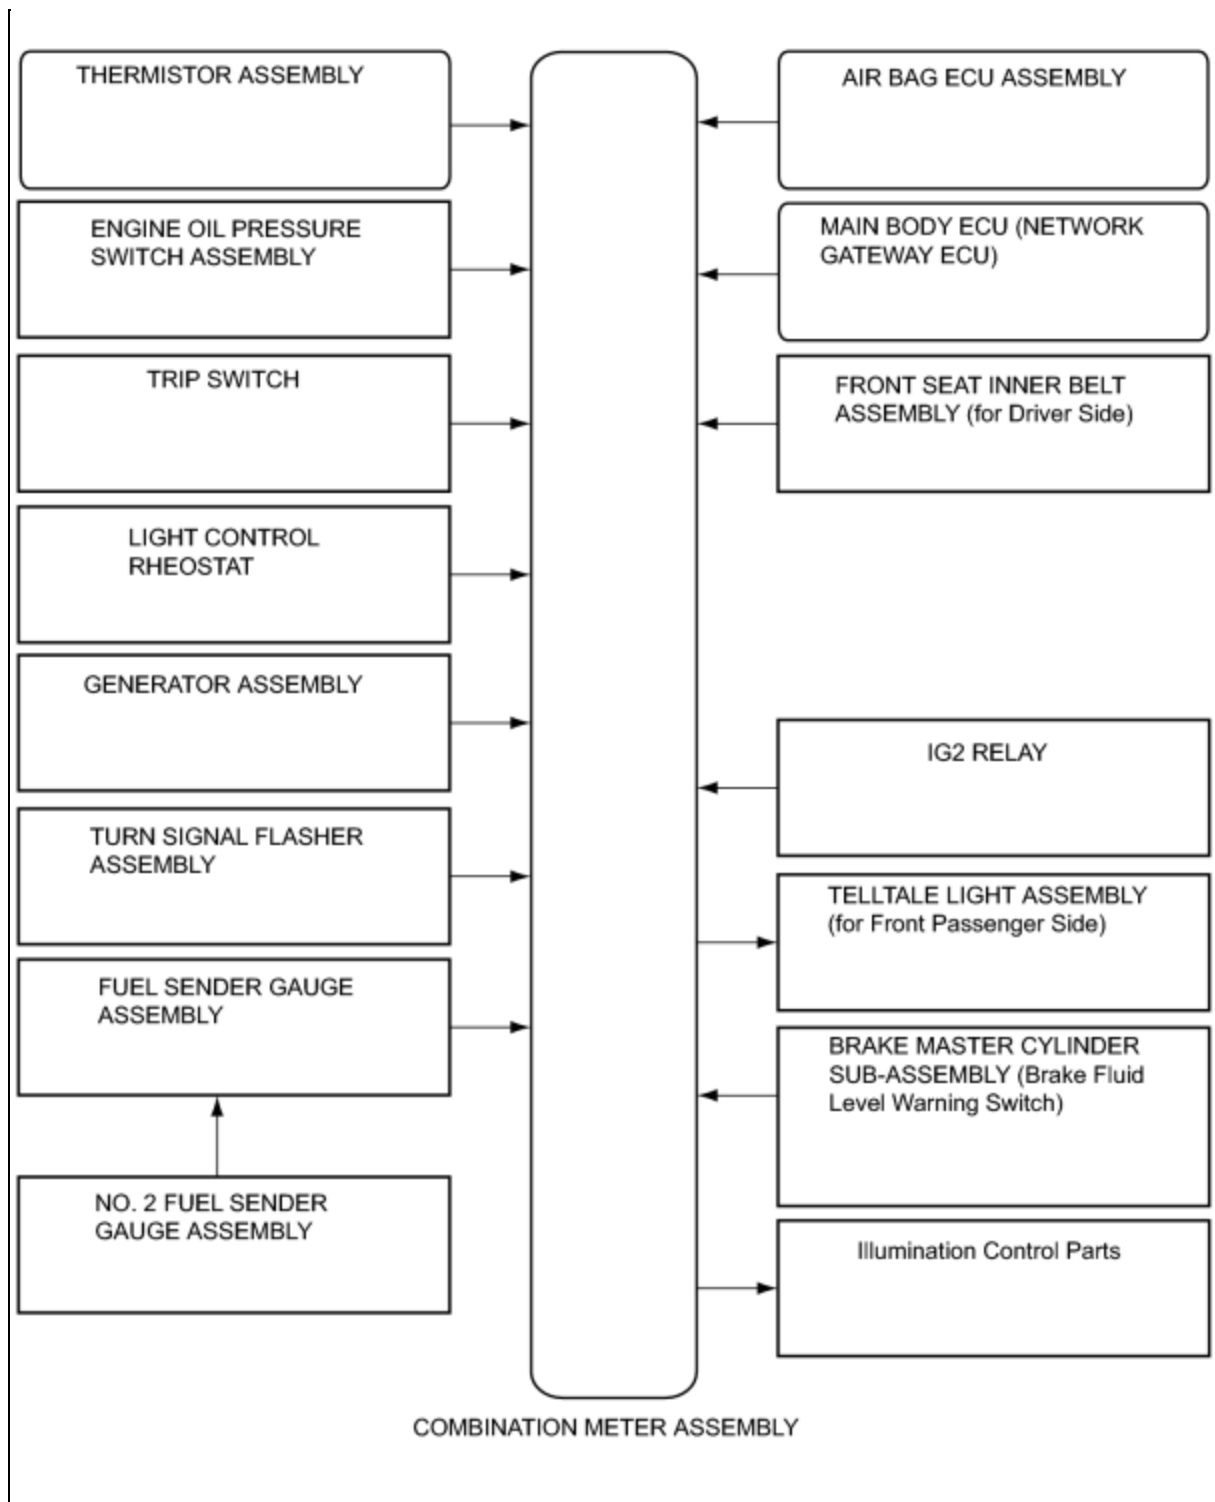 THERMISTOR ASSEMBLY
ENGINE OIL PRESSURE
SWITCH ASSEMBLY
TRIP SWITCH
LIGHT CONTROL
RHEOSTAT
GENERATOR ASSEMBLY
TURN SIGNAL FLASHER
ASSEMBLY
FUEL SENDER GAUGE
ASSEMBLY
NO. 2 FUEL SENDER
GAUGE ASSEMBLY
AIR BAG ECU ASSEMBLY
MAIN BODY ECU (NETWORK
GATEWAY ECU)
FRONT SEAT INNER BELT
ASSEMBLY (for Driver Side)
IG2 RELAY
TELLTALE LIGHT ASSEMBLY
(for Front Passenger Side)
BRAKE MASTER CYLINDER
SUB-ASSEMBLY (Brake Fluid
Level Warning Switch)
Illumination Control Parts
COMBINATION METER ASSEMBLY